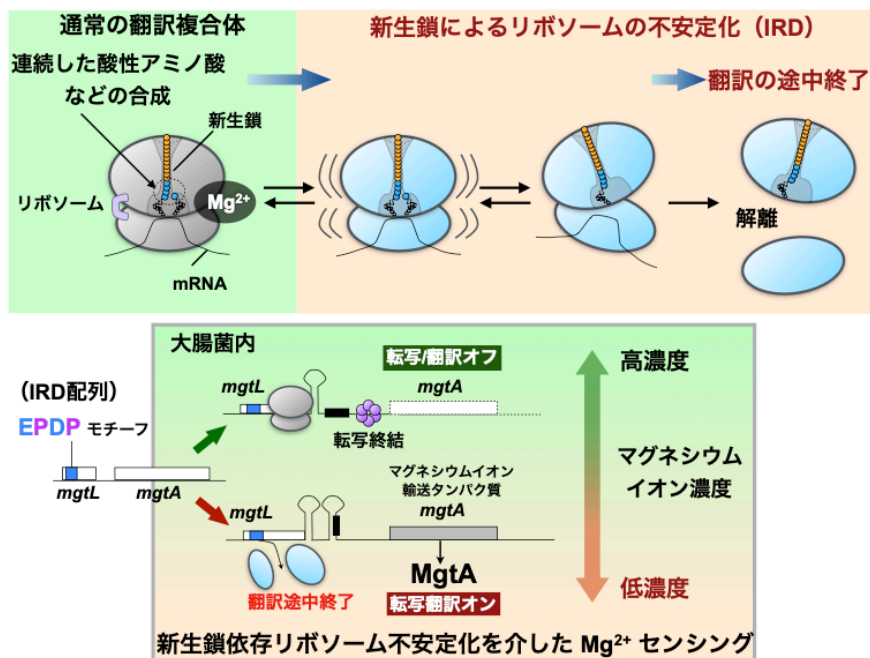 通常の翻訳複合体
新生鎖によるリボソームの不安定化（IRD）
連続した酸性アミノ酸
などの合成
翻訳の途中終了
新生鎖
リボソーム
Mg2+
mRNA
解離
大腸菌内
転写/翻訳オフ
高濃度
（IRD配列）
mgtL
mgtA
EPDP モチーフ
転写終結
マグネシウム
イオン濃度
マグネシウムイオン
輸送タンパク質
mgtL
mgtA
mgtL
mgtA
MgtA
低濃度
翻訳途中終了
転写翻訳オン
新生鎖依存リボソーム不安定化を介した Mg2+ センシング